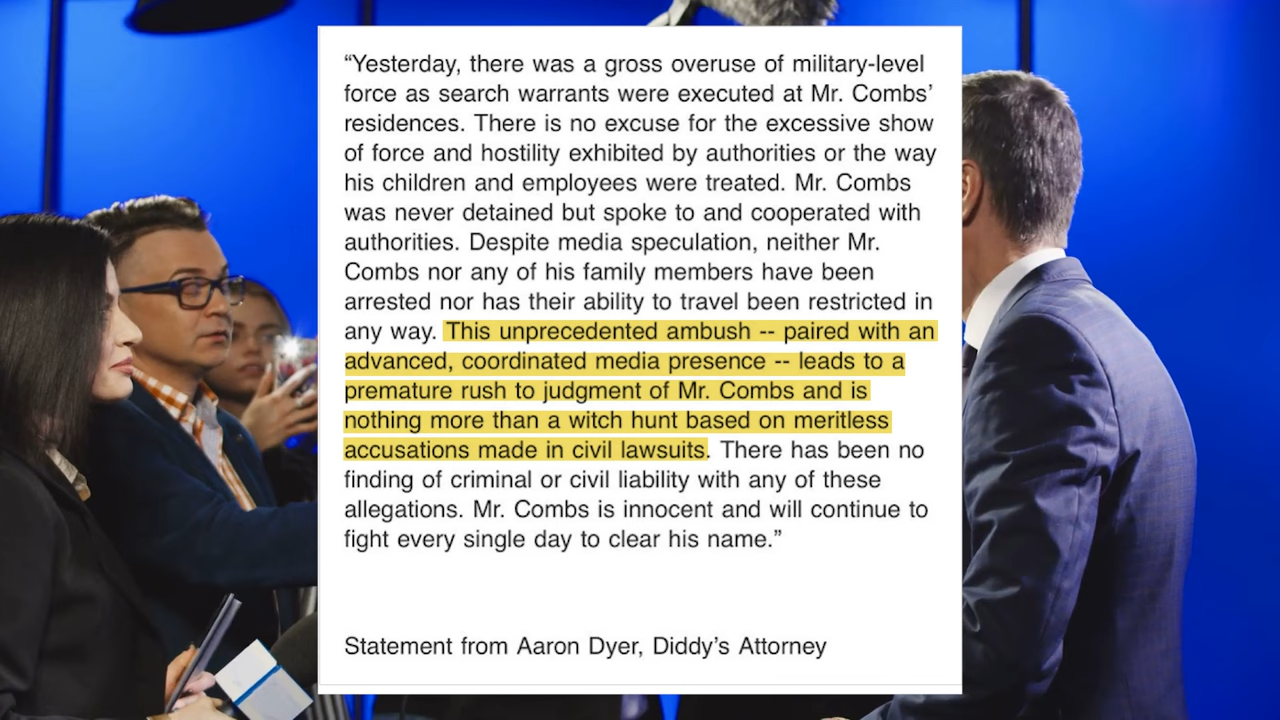 “Yesterday, there was a gross overuse of military-level
force as search warrants were executed at Mr. Combs’
residences. There is no excuse for the excessive show
of force and hostility exhibited by authorities or the way
his children and employees were treated. Mr. Combs
was never detained but spoke to and cooperated with
authorities. Despite media speculation, neither Mr.
Combs nor any of his family members have been
arrested nor has their ability to travel been restricted in
any way. This unprecedented ambush -- paired with an
advanced, coordinated media presence -- leads to a
premature rush to judgment of Mr. Combs and is
nothing more than a witch hunt based on meritless
accusations made in civil lawsuits. There has been no
finding of criminal or civil liability with any of these
allegations. Mr. Combs is innocent and will continue to
fight every single day to clear his name.”
Statement from Aaron Dyer, Diddy’s Attorney